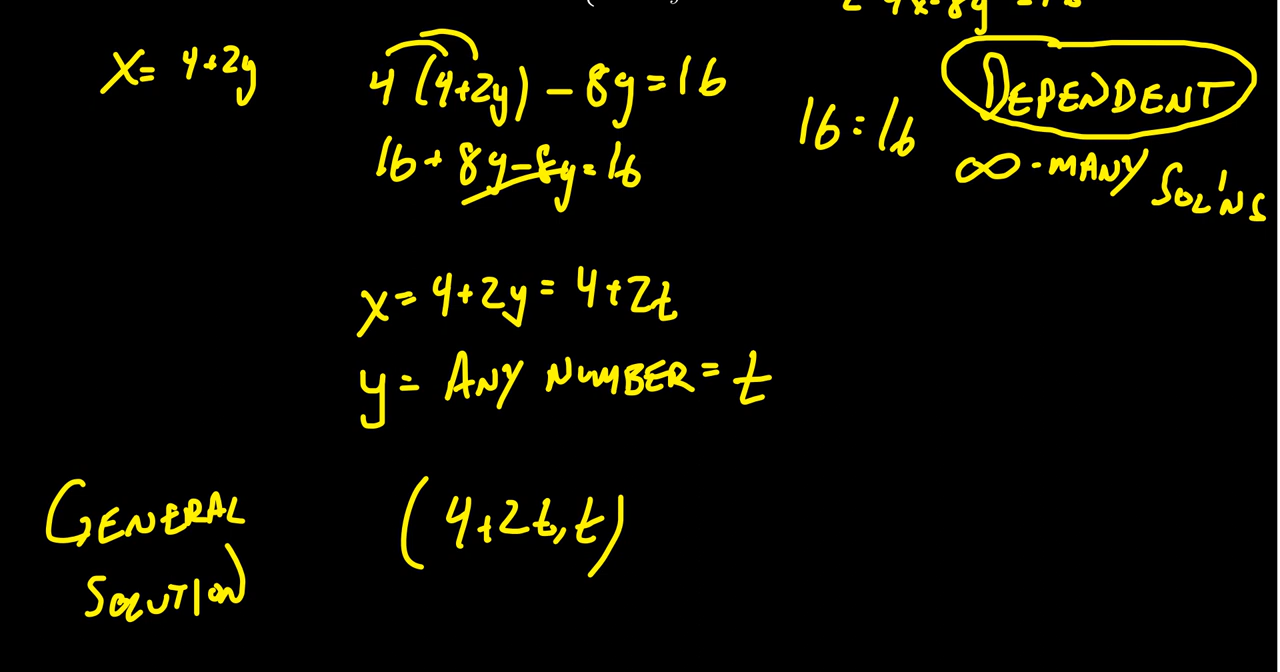 X = 4+2y
4(4+2y) - 8y = 16
16 + 8y - 8y = 16
16 = 16
DEPENDENT
∞-MANY SOL'NS
x = 4+2y = 4+2t
y = ANY NUMBER = t
GENERAL SOLUTION
(4+2t, t)